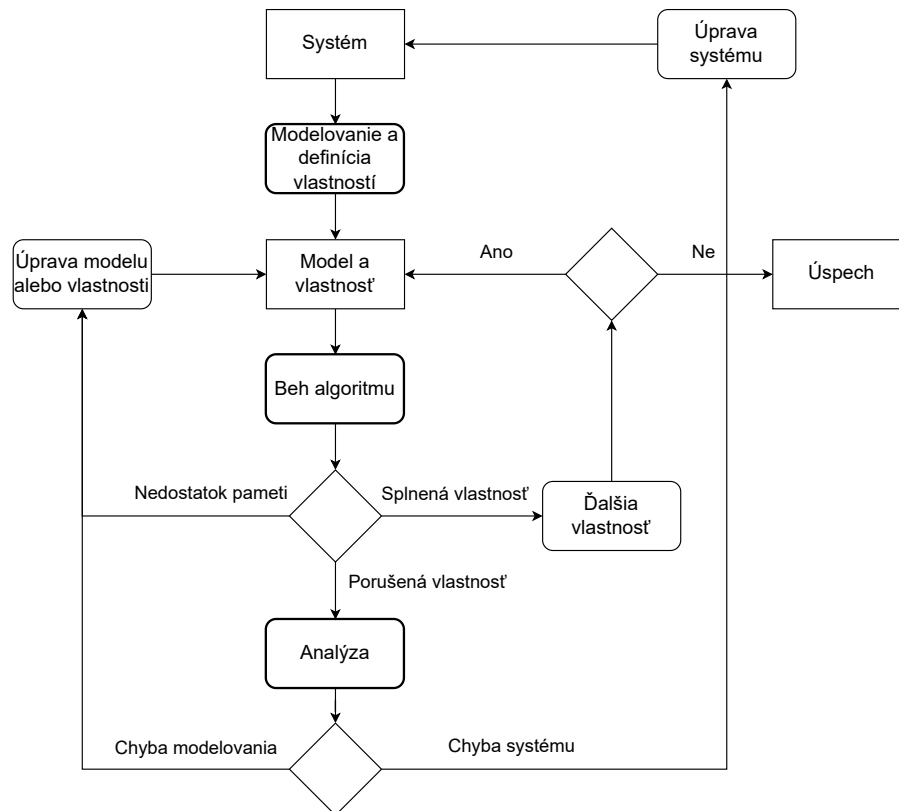 Systém
Úprava
systému
Modelovanie a
definícia
vlastností
Úprava modelu
alebo vlastnosti
Model a
vlastnosť
Ano
Ne
Úspech
Beh algoritmu
Nedostatok pameti
Splnená vlastnosť
Ďalšia
vlastnosť
Porušená vlastnosť
Analýza
Chyba modelovania
Chyba systému